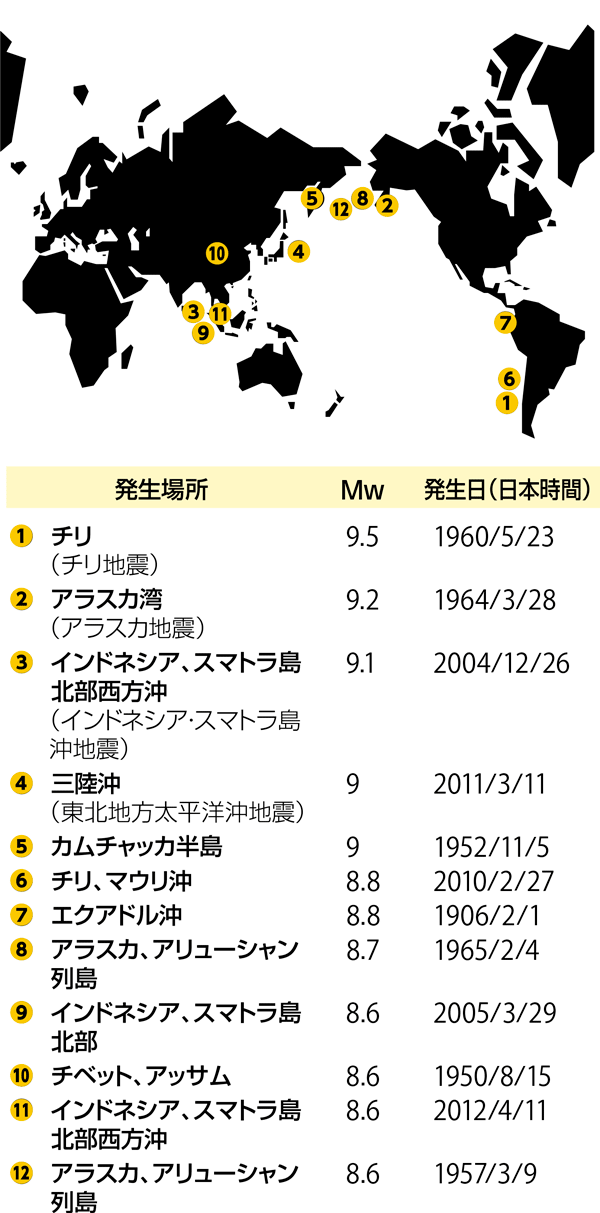 5
12
8
2
4
10
3
11
9
7
6
1
発生場所 Mw 発生日(日本時間)
1 チリ 9.5 1960/5/23
(チリ地震)
2 アラスカ湾 9.2 1964/3/28
(アラスカ地震)
3 インドネシア、スマトラ島 9.1 2004/12/26
北部西方沖
(インドネシア・スマトラ島
沖地震)
4 三陸沖 9 2011/3/11
(東北地方太平洋沖地震)
5 カムチャッカ半島 9 1952/11/5
6 チリ、マウリ沖 8.8 2010/2/27
7 エクアドル沖 8.8 1906/2/1
8 アラスカ、アリューシャン 8.7 1965/2/4
列島
9 インドネシア、スマトラ島 8.6 2005/3/29
北部
10 チベット、アッサム 8.6 1950/8/15
11 インドネシア、スマトラ島 8.6 2012/4/11
北部西方沖
12 アラスカ、アリューシャン 8.6 1957/3/9
列島